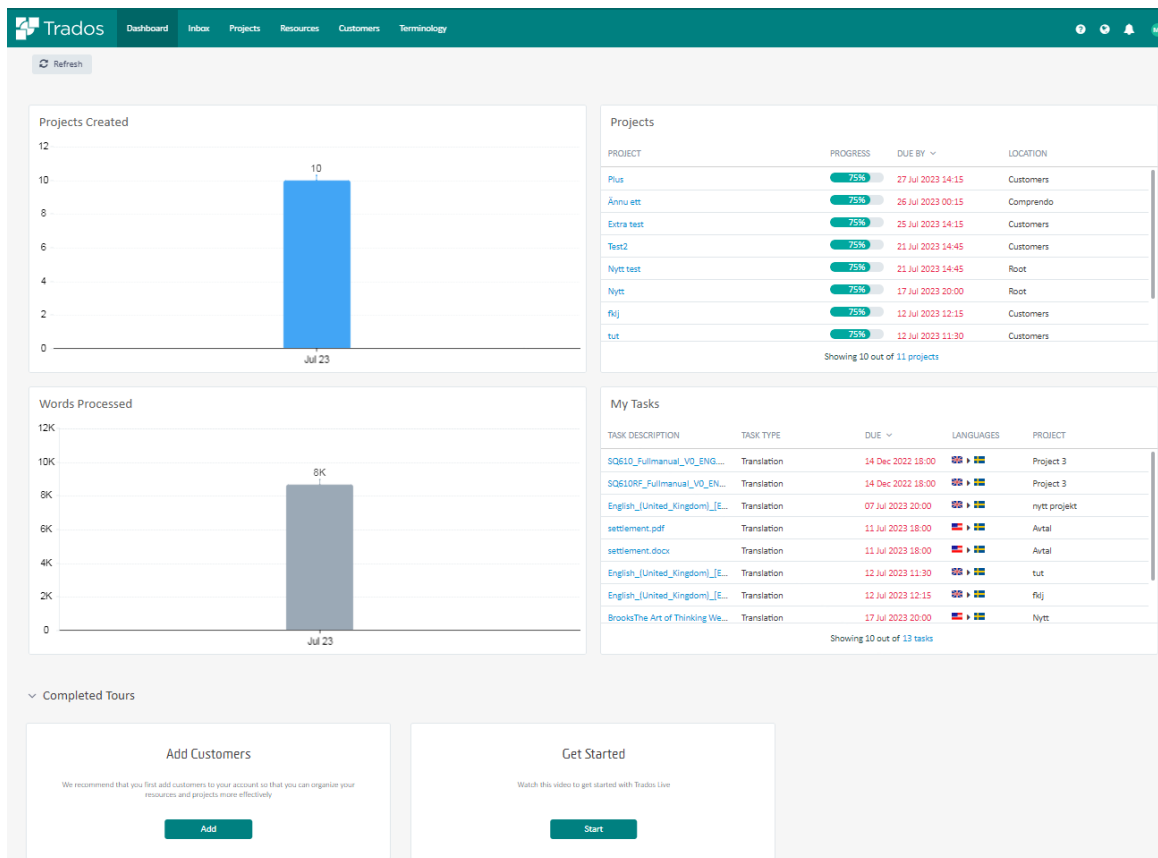 Trados Dashboard Inbox Projects Resources Customers Terminology
Refresh
Projects Created
12
10
8
6
4
2
0
10
Jul 23
Projects
PROJECT PROGRESS DUE BY LOCATION
Plus 75% 27 Jul 2023 14:15 Customers
Ännu ett 75% 26 Jul 2023 00:15 Comprendo
Extra test 75% 25 Jul 2023 14:15 Customers
Test2 75% 21 Jul 2023 14:45 Customers
Nytt test 75% 21 Jul 2023 14:45 Root
Nytt 75% 17 Jul 2023 20:00 Root
fklj 75% 12 Jul 2023 12:15 Customers
tut 75% 12 Jul 2023 11:30 Customers
Showing 10 out of 11 projects
Words Processed
12K
10K
8K
6K
4K
2K
0
8K
Jul 23
My Tasks
TASK DESCRIPTION TASK TYPE DUE LANGUAGES PROJECT
SQ610_Fullmanual_V0_ENG.... Translation 14 Dec 2022 18:00 Project 3
SQ610RF_Fullmanual_V0_EN... Translation 14 Dec 2022 18:00 Project 3
English_(United_Kingdom)_[E... Translation 07 Jul 2023 20:00 nytt projekt
settlement.pdf Translation 11 Jul 2023 18:00 Avtal
settlement.docx Translation 11 Jul 2023 18:00 Avtal
English_(United_Kingdom)_[E... Translation 12 Jul 2023 11:30 tut
English_(United_Kingdom)_[E... Translation 12 Jul 2023 12:15 fklj
BrooksThe Art of Thinking We... Translation 17 Jul 2023 20:00 Nytt
Showing 10 out of 13 tasks
Completed Tours
Add Customers
We recommend that you first add customers to your account so that you can organize your
resources and projects more effectively
Add
Get Started
Watch this video to get started with Trados Live
Start